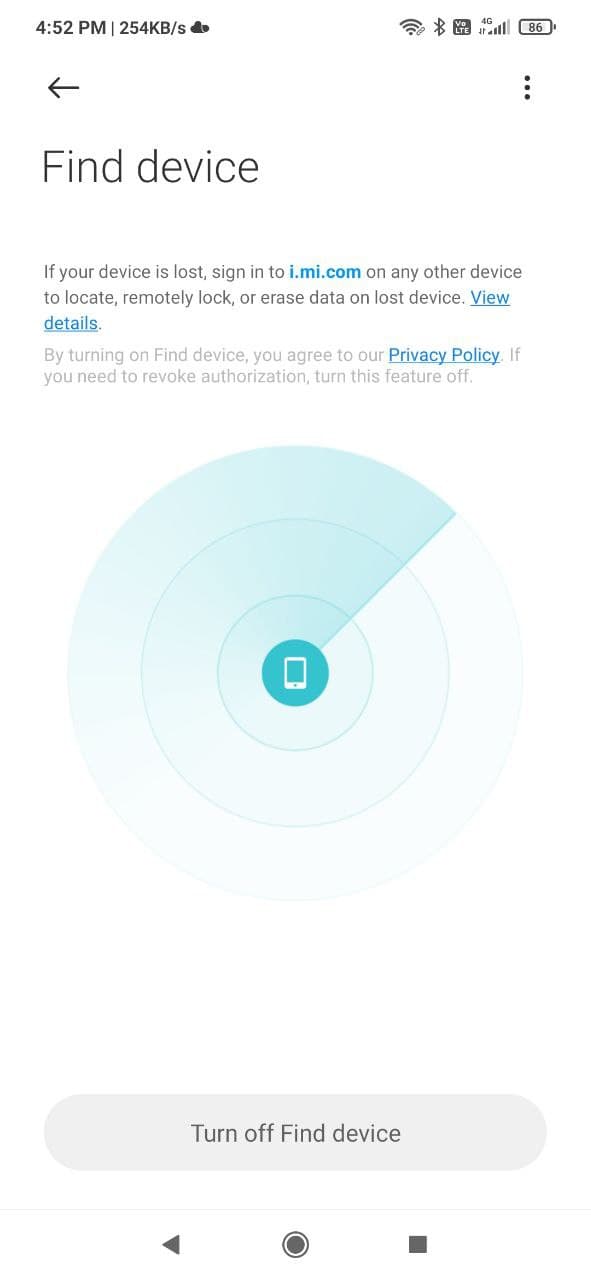 4:52 PM | 254KB/s
Vo
LTE
4G
86
Find device
If your device is lost, sign in to i.mi.com on any other device
to locate, remotely lock, or erase data on lost device. View
details.
By turning on Find device, you agree to our Privacy Policy. If
you need to revoke authorization, turn this feature off.
Turn off Find device